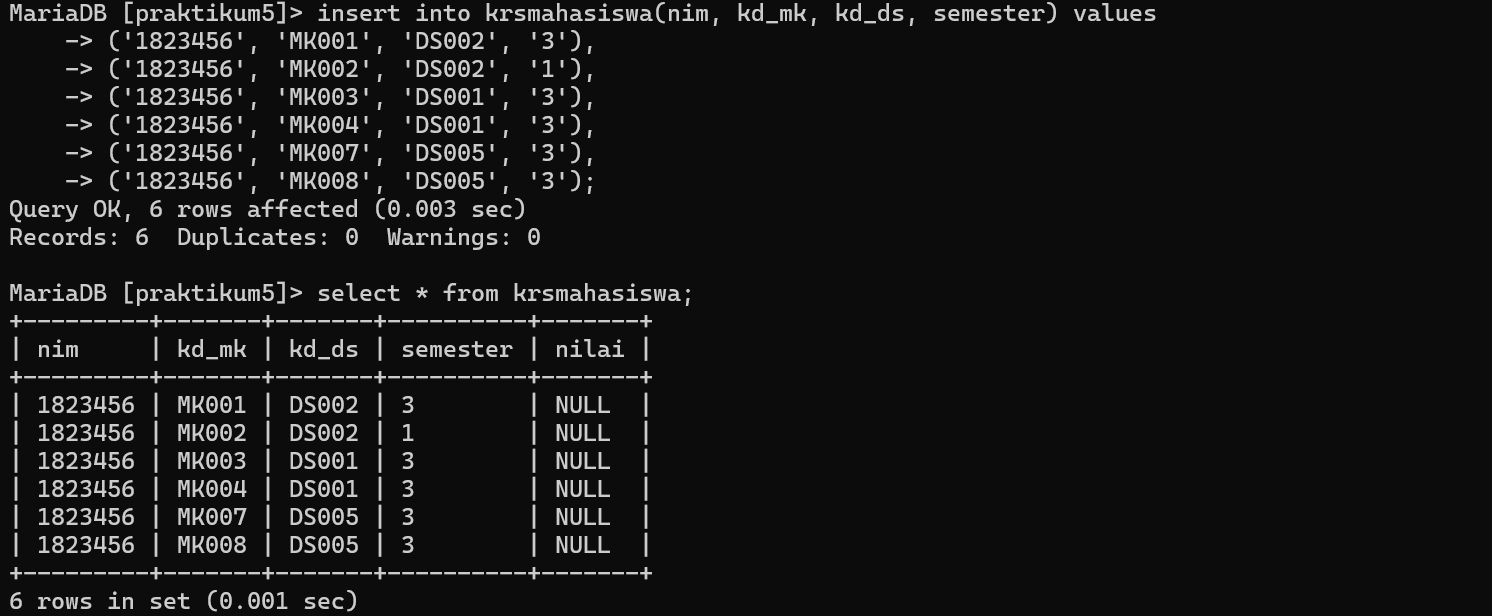 MariaDB [praktikum5]> insert into krsmahasiswa(nim, kd_mk, kd_ds, semester) values
    -> ('1823456', 'MK001', 'DS002', '3'),
    -> ('1823456', 'MK002', 'DS002', '1'),
    -> ('1823456', 'MK003', 'DS001', '3'),
    -> ('1823456', 'MK004', 'DS001', '3'),
    -> ('1823456', 'MK007', 'DS005', '3'),
    -> ('1823456', 'MK008', 'DS005', '3');
Query OK, 6 rows affected (0.003 sec)
Records: 6  Duplicates: 0  Warnings: 0

MariaDB [praktikum5]> select * from krsmahasiswa;
+---------+-------+-------+----------+-------+
| nim     | kd_mk | kd_ds | semester | nilai |
+---------+-------+-------+----------+-------+
| 1823456 | MK001 | DS002 | 3        | NULL  |
| 1823456 | MK002 | DS002 | 1        | NULL  |
| 1823456 | MK003 | DS001 | 3        | NULL  |
| 1823456 | MK004 | DS001 | 3        | NULL  |
| 1823456 | MK007 | DS005 | 3        | NULL  |
| 1823456 | MK008 | DS005 | 3        | NULL  |
+---------+-------+-------+----------+-------+
6 rows in set (0.001 sec)